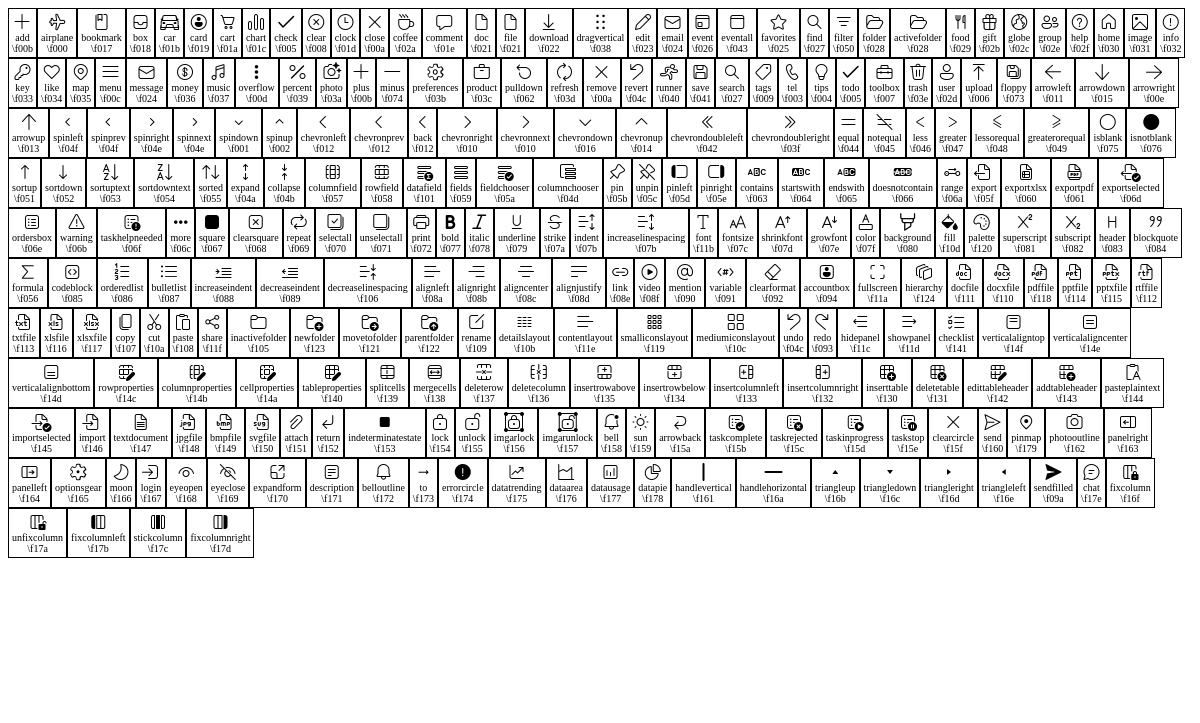 add airplane bookmark box car card cart chart check clear clock close coffee comment doc file download dragvertical edit email event eventall favorites find filter folder activefolder food gift globe group help home image info
\f00b \f000 \f017 \f018 \f01b \f019 \f01a \f01c \f005 \f008 \f01d \f00a \f02a \f01e \f021 \f021 \f022 \f038 \f023 \f024 \f026 \f043 \f025 \f027 \f050 \f028 \f028 \f029 \f02b \f02c \f02e \f02f \f030 \f031 \f032
key like map menu message money music overflow percent photo plus minus preferences product pulldown refresh remove revert runner save search tags tel tips todo toolbox trash user upload floppy arrowleft arrowdown arrowright
\f033 \f034 \f035 \f00c \f024 \f036 \f037 \f00d \f039 \f03a \f00b \f074 \f03b \f03c \f062 \f03d \f00a \f04c \f040 \f041 \f027 \f009 \f003 \f004 \f005 \f007 \f03e \f02d \f006 \f073 \f011 \f015 \f00e
arrowup spinleft spinprev spinright spinnext spindown spinup chevronleft chevronprev back chevronright chevronnext chevrondown chevronup chevrondoubleleft chevrondoubleright equal notequal less greater lessorequal greaterorequal isblank isnotblank
\f013 \f04f \f04f \f04e \f04e \f001 \f002 \f012 \f012 \f012 \f010 \f010 \f016 \f014 \f042 \f03f \f044 \f045 \f046 \f047 \f048 \f049 \f075 \f076
sortup sortdown sortuptext sortdowntext sorted expand collapse columnfield rowfield datafield fields fieldchooser columnchooser pin unpin pinleft pinright contains startswith endswith doesnotcontain range export exportxlsx exportpdf exportselected
\f051 \f052 \f053 \f054 \f055 \f04a \f04b \f057 \f058 \f101 \f059 \f05a \f04d \f05b \f05c \f05d \f05e \f063 \f064 \f065 \f066 \f06a \f05f \f060 \f061 \f06d
ordersbox warning taskhelpneeded more square clearsquare repeat selectall unselectall print bold italic underline strike indent increaselinespacing font fontsize shrinkfont growfont color background fill palette superscript subscript header blockquote
\f06e \f06b \f06f \f06c \f067 \f068 \f069 \f070 \f071 \f072 \f077 \f078 \f079 \f07a \f07b \f07b \f11b \f07c \f07d \f07e \f07f \f080 \f10d \f120 \f081 \f082 \f083 \f084
formula codeblock orderedlist bulletlist increaseindent decreaseindent decreaselinespacing alignleft alignright aligncenter alignjustify link video mention variable clearformat accountbox fullscreen hierarchy docfile docxfile pdffile pptfile pptxfile rtffile
\f056 \f085 \f086 \f087 \f088 \f089 \f106 \f08a \f08b \f08c \f08d \f08e \f08f \f090 \f091 \f092 \f094 \f11a \f124 \f111 \f110 \f118 \f114 \f115 \f112
txtfile xlsfile xlsxfile copy cut paste share inactivefolder newfolder movetofolder parentfolder rename detailslayout contentlayout smalliconslayout mediumiconslayout undo redo hidepanel showpanel checklist verticalaligntop verticalaligncenter
\f113 \f116 \f117 \f107 \f10a \f108 \f11f \f105 \f123 \f121 \f122 \f109 \f10b \f11e \f119 \f10c \f04c \f093 \f11c \f11d \f141 \f14f \f14e
verticalalignbottom rowproperties columnproperties cellproperties tableproperties splitcells mergecells deleterow deletecolumn insertrowabove insertrowbelow insertcolumnleft insertcolumnright inserttable deletetable edittableheader addtableheader pasteplaintext
\f14d \f14c \f14b \f14a \f140 \f139 \f138 \f137 \f136 \f135 \f134 \f133 \f132 \f130 \f131 \f142 \f143 \f144
importselected import textdocument jpgfile bmpfile svgfile attach return indeterminatestate lock unlock imgarlock imgarunlock bell sun arrowback taskcomplete taskrejected taskinprogress taskstop clearcircle send pinmap photooutline panelright
\f145 \f146 \f147 \f148 \f149 \f150 \f151 \f152 \f153 \f154 \f155 \f156 \f157 \f158 \f159 \f15a \f15b \f15c \f15d \f15e \f15f \f160 \f179 \f162 \f163
panelleft optionsgear moon login eyeopen eyeclose expandform description belloutline to errorcircle datatrending dataarea datausage datapie handlevertical handlehorizontal triangleup triangledown triangleright triangleleft sendfilled chat fixcolumn
\f164 \f165 \f166 \f167 \f168 \f169 \f170 \f171 \f172 \f173 \f174 \f175 \f176 \f177 \f178 \f161 \f16a \f16b \f16c \f16d \f16e \f09a \f17e \f16f
unfixcolumn fixcolumnleft stickcolumn fixcolumnright
\f17a \f17b \f17c \f17d